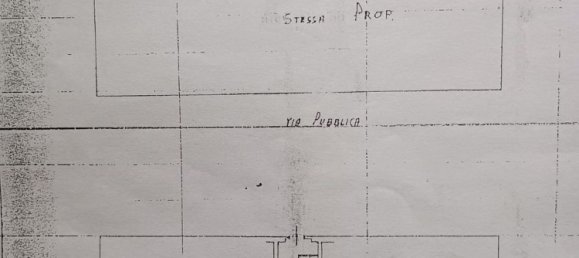 STESSA PROP.
VIA PUBBLICA